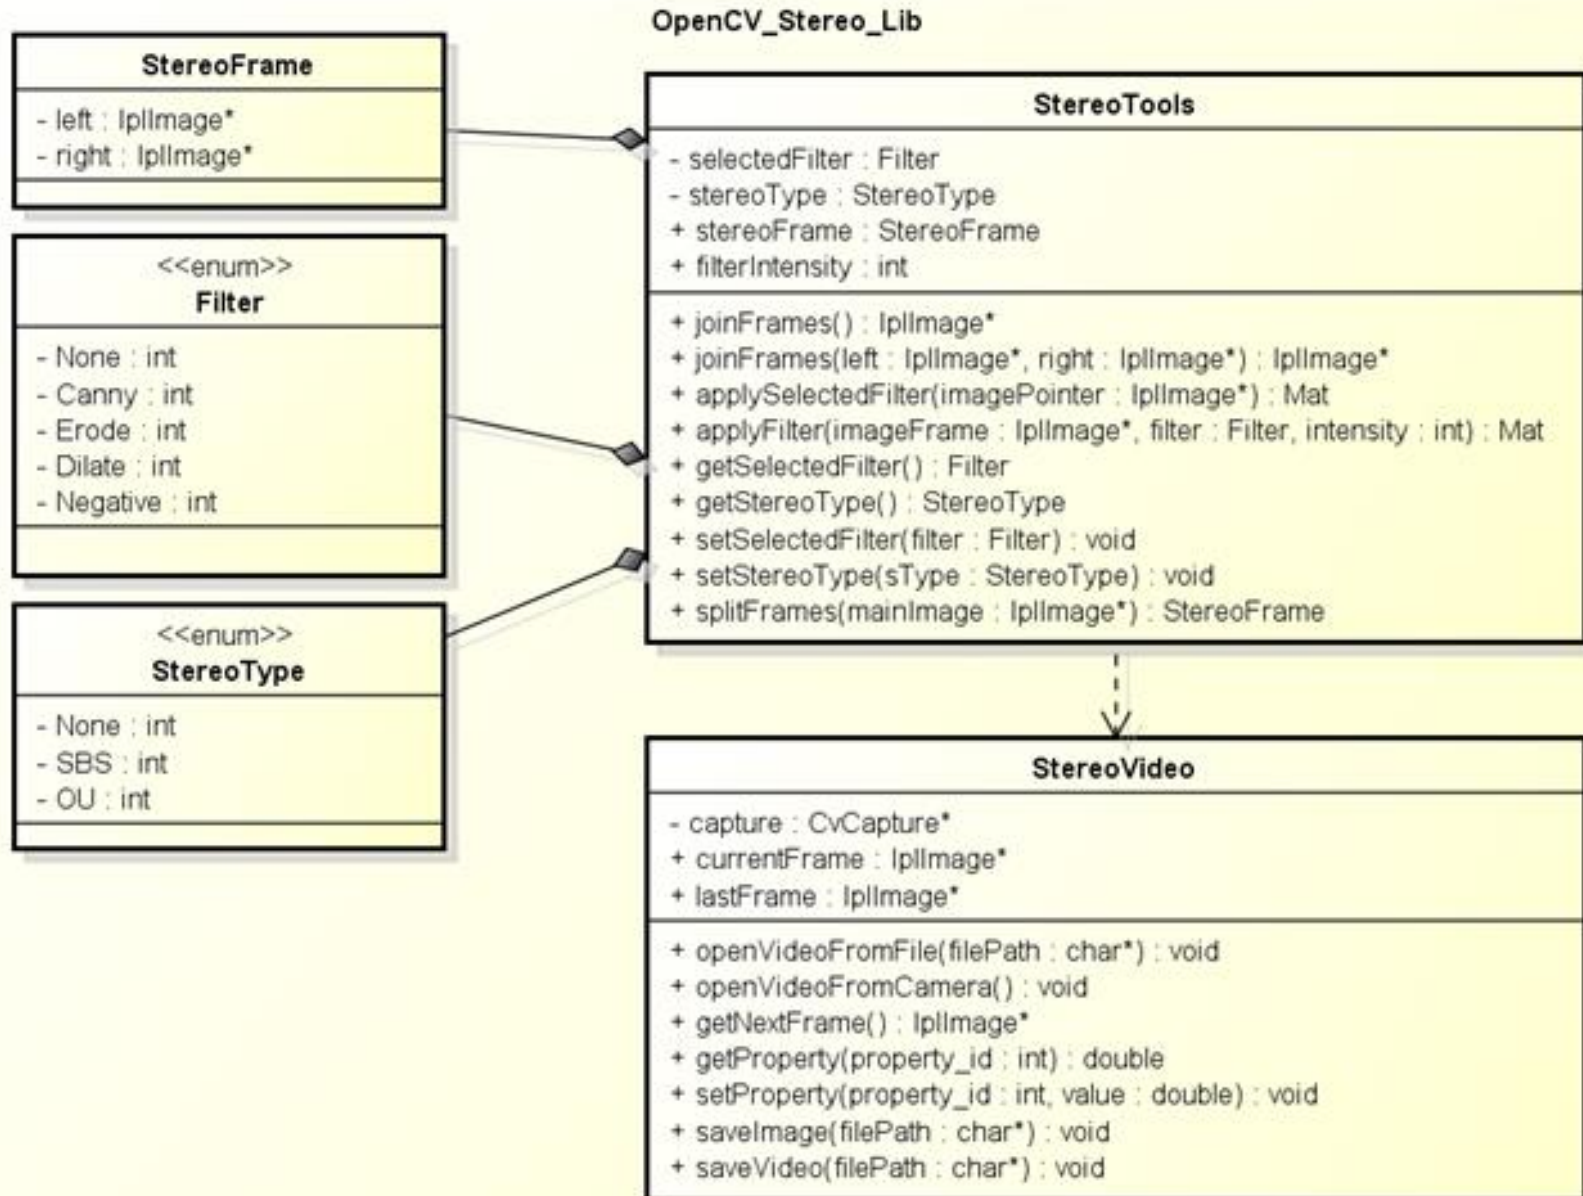 OpenCV_Stereo_Lib
StereoFrame
- left : IplImage*
- right : IplImage*
<<enum>>
Filter
- None : int
- Canny : int
- Erode : int
- Dilate : int
- Negative : int
<<enum>>
StereoType
- None : int
- SBS : int
- OU : int
StereoTools
- selectedFilter : Filter
- stereoType : StereoType
+ stereoFrame : StereoFrame
+ filterIntensity : int
+ joinFrames() : IplImage*
+ joinFrames(left : IplImage*, right : IplImage*) : IplImage*
+ applySelectedFilter(imagePointer : IplImage*) : Mat
+ applyFilter(imageFrame : IplImage*, filter : Filter, intensity : int) : Mat
+ getSelectedFilter() : Filter
+ getStereoType() : StereoType
+ setSelectedFilter(filter : Filter) : void
+ setStereoType(sType : StereoType) : void
+ splitFrames(mainImage : IplImage*) : StereoFrame
StereoVideo
- capture : CvCapture*
+ currentFrame : IplImage*
+ lastFrame : IplImage*
+ openVideoFromFile(filePath : char*) : void
+ openVideoFromCamera() : void
+ getNextFrame() : IplImage*
+ getProperty(property_id : int) : double
+ setProperty(property_id : int, value : double) : void
+ saveImage(filePath : char*) : void
+ saveVideo(filePath : char*) : void